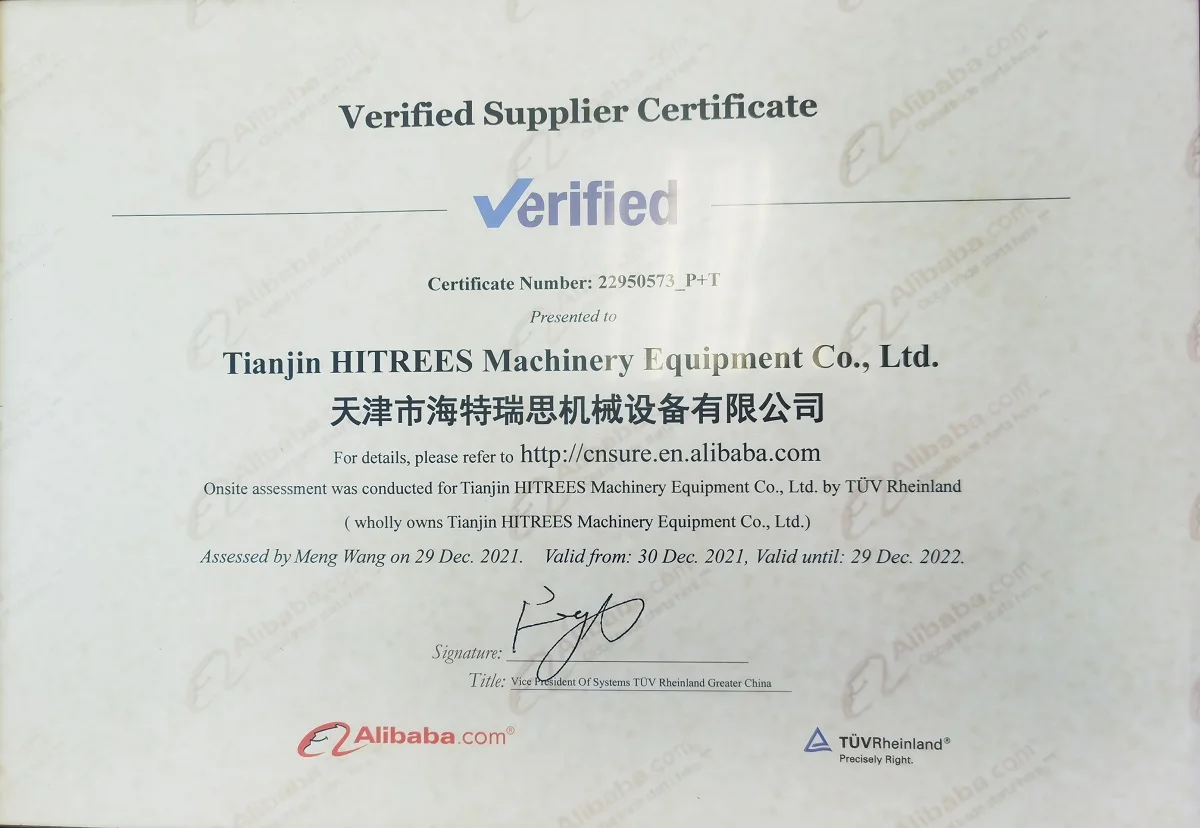 Verified Supplier Certificate
Verified
Certificate Number: 22950573_P+T
Presented to
Tianjin HITREES Machinery Equipment Co., Ltd.
天津市海特瑞思机械设备有限公司
For details, please refer to http://cnsure.en.alibaba.com
Onsite assessment was conducted for Tianjin HITREES Machinery Equipment Co., Ltd. by TÜV Rheinland
( wholly owns Tianjin HITREES Machinery Equipment Co., Ltd.)
Assessed by Meng Wang on 29 Dec. 2021. Valid from: 30 Dec. 2021, Valid until: 29 Dec. 2022.
Signature:
Title: Vice President Of Systems TÜV Rheinland Greater China
Alibaba.com®
TÜVRheinland®
Precisely Right.